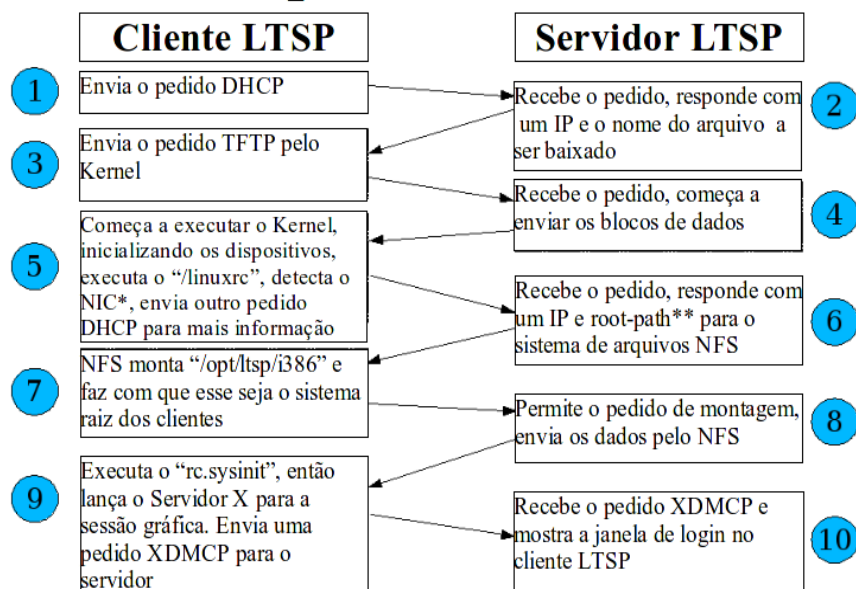 Cliente LTSP
Servidor LTSP
1
Envia o pedido DHCP
Recebe o pedido, responde com
um IP e o nome do arquivo a
ser baixado
2
3
Envia o pedido TFTP pelo
Kernel
Recebe o pedido, começa a
enviar os blocos de dados
4
5
Começa a executar o Kernel,
inicializando os dispositivos,
executa o “/linuxrc”, detecta o
NIC*, envia outro pedido
DHCP para mais informação
Recebe o pedido, responde com
um IP e root-path** para o
sistema de arquivos NFS
6
7
NFS monta “/opt/ltsp/i386” e
faz com que esse seja o sistema
raiz dos clientes
Permite o pedido de montagem,
envia os dados pelo NFS
8
9
Executa o “rc.sysinit”, então
lança o Servidor X para a
sessão gráfica. Envia uma
pedido XDMCP para o
servidor
Recebe o pedido XDMCP e
mostra a janela de login no
cliente LTSP
10